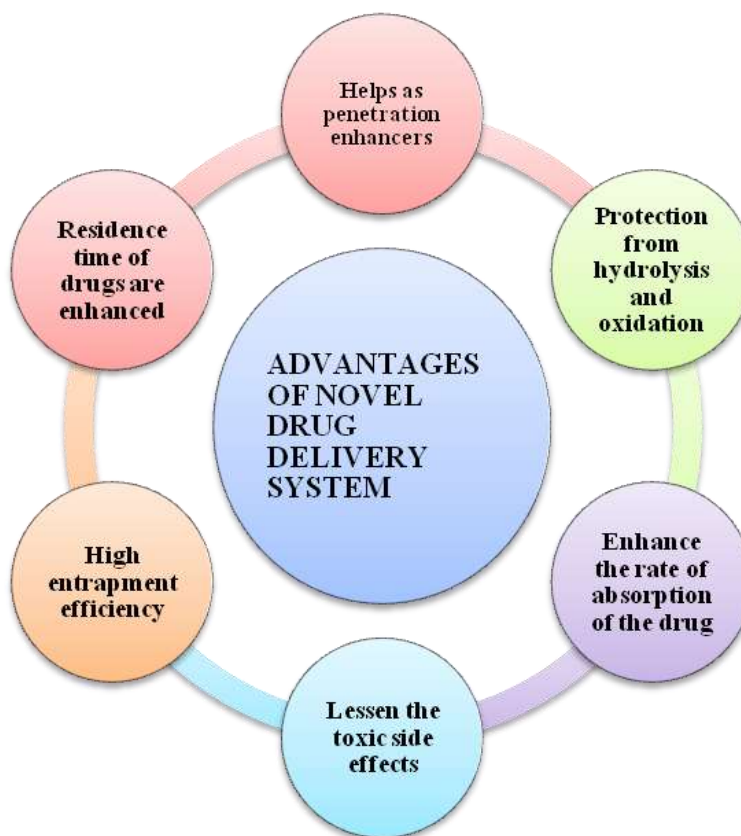 Helps as
penetration
enhancers
Protection
from
hydrolysis
and
oxidation
Enhance
the rate of
absorption
of the drug
Lessen the
toxic side
effects
High
entrapment
efficiency
Residence
time of
drugs are
enhanced
ADVANTAGES
OF NOVEL
DRUG
DELIVERY
SYSTEM